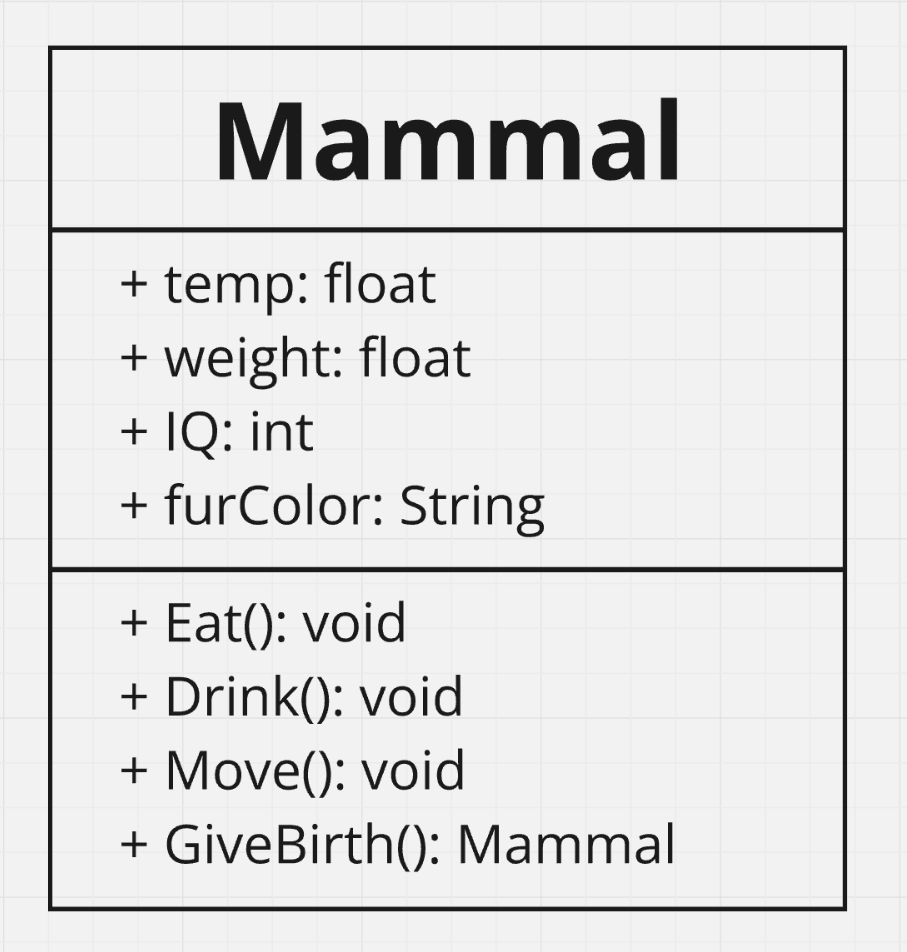 Mammal
+ temp: float
+ weight: float
+ IQ: int
+ furColor: String
+ Eat(): void
+ Drink(): void
+ Move(): void
+ GiveBirth(): Mammal